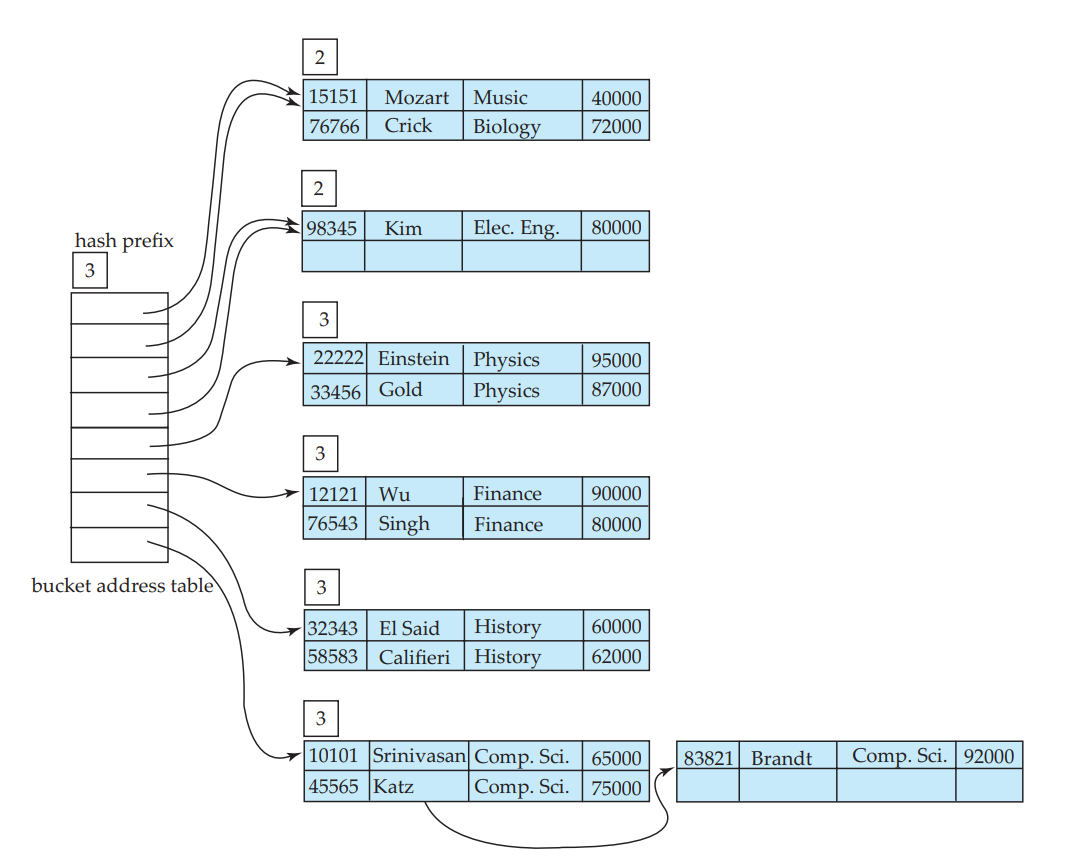 2
15151 Mozart Music 40000
76766 Crick Biology 72000
2
98345 Kim Elec. Eng. 80000
hash prefix
3
3
22222 Einstein Physics 95000
33456 Gold Physics 87000
3
12121 Wu Finance 90000
76543 Singh Finance 80000
bucket address table
3
32343 El Said History 60000
58583 Califieri History 62000
3
10101 Srinivasan Comp. Sci. 65000 83821 Brandt Comp. Sci. 92000
45565 Katz Comp. Sci. 75000